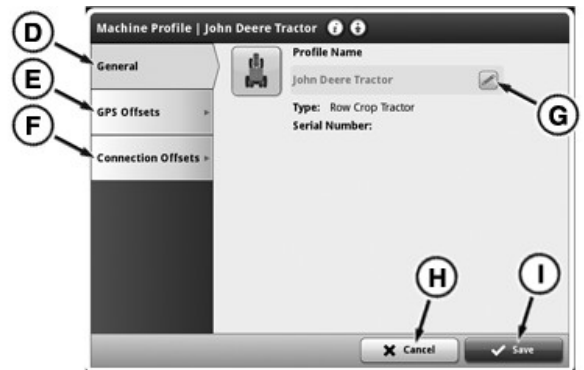 Machine Profile | John Deere Tractor
D
General
E
GPS Offsets
F
Connection Offsets
Profile Name
John Deere Tractor
G
Type: Row Crop Tractor
Serial Number:
H
I
Cancel
Save